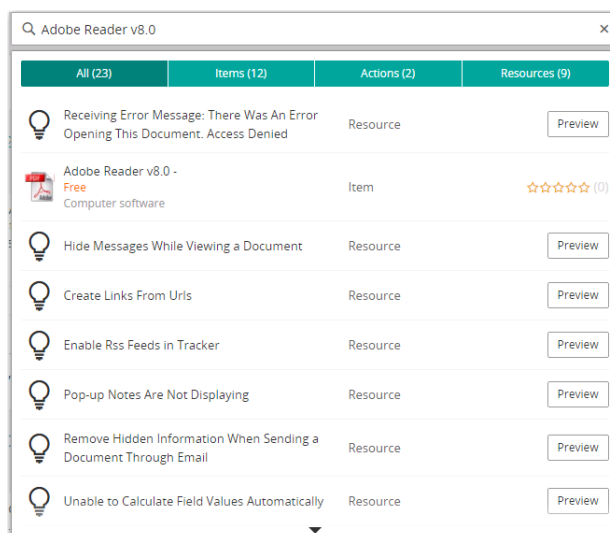 Adobe Reader v8.0
All (23)
Items (12)
Actions (2)
Resources (9)
Receiving Error Message: There Was An Error
Opening This Document. Access Denied
Resource
Preview
Adobe Reader v8.0 -
Free
Computer software
Item
(0)
Hide Messages While Viewing a Document
Resource
Preview
Create Links From Urls
Resource
Preview
Enable Rss Feeds in Tracker
Resource
Preview
Pop-up Notes Are Not Displaying
Resource
Preview
Remove Hidden Information When Sending a
Document Through Email
Resource
Preview
Unable to Calculate Field Values Automatically
Resource
Preview